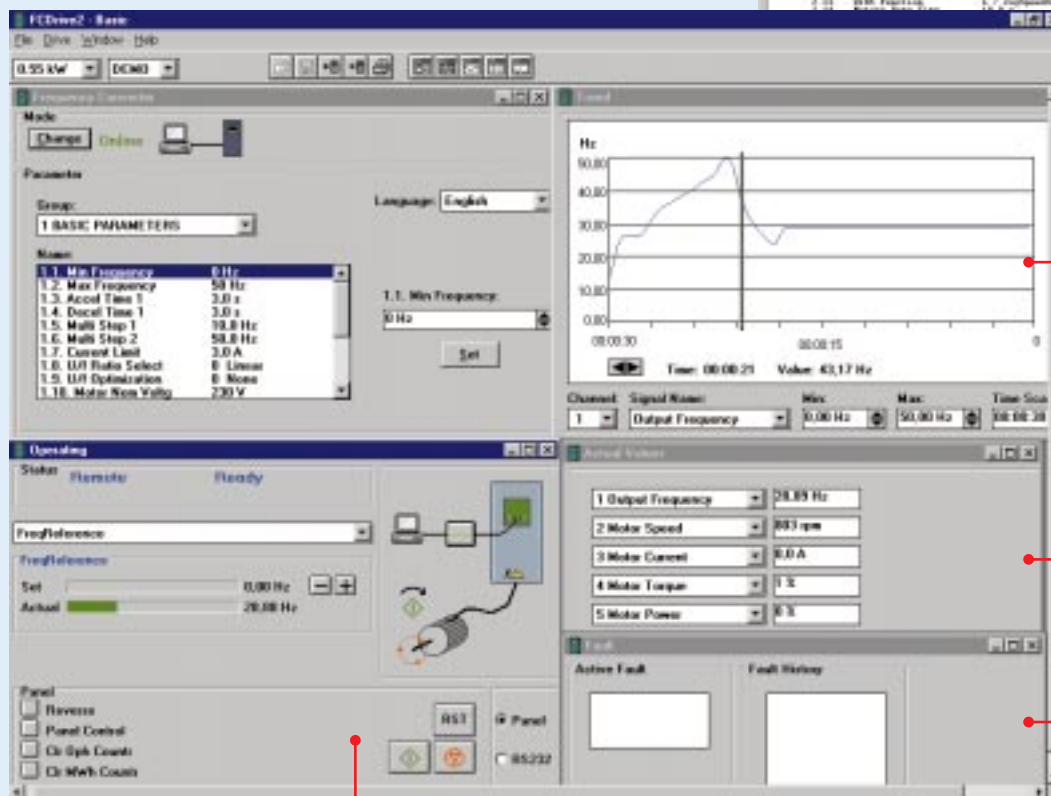 FCDrive2 - Basic
File Drive Window Help
0.55 kW DEMO
Frequency Converter
Mode
Change Online
Parameter
Group:
1 BASIC PARAMETERS
Language: English
Name:
1.1. Min Frequency 0 Hz
1.2. Max Frequency 50 Hz
1.3. Accel Time 1 3,0 s
1.4. Decel Time 1 3,0 s
1.5. Multi Step 1 10.0 Hz
1.6. Multi Step 2 50.0 Hz
1.7. Current Limit 3,0 A
1.8. U/f Ratio Select 0 Linear
1.9. U/f Optimization 0 None
1.10. Motor Nom Voltg 230 V
1.1. Min Frequency:
0 Hz
Set
Trend
Hz
50,00
40,00
30,00
20,00
10,00
0,00
00:00:30 00:00:15 0
Time: 00:00:21 Value: 43,17 Hz
Channel: Signal Name: Min: Max: Time Sca
1 Output Frequency 0,00 Hz 50,00 Hz 00:00:30
Operating
Status
Remote Ready
FreqReference
FreqReference
Set 0,00 Hz
Actual
Panel
Reverse
Panel Control
Clr Oph Counts
Clr MWh Counts
RST
Panel
RS232
Actual Values
1 Output Frequency
2 Motor Speed 803 rpm
3 Motor Current 0,0 A
4 Motor Torque 1 %
5 Motor Power 0 %
Fault
Active Fault Fault History